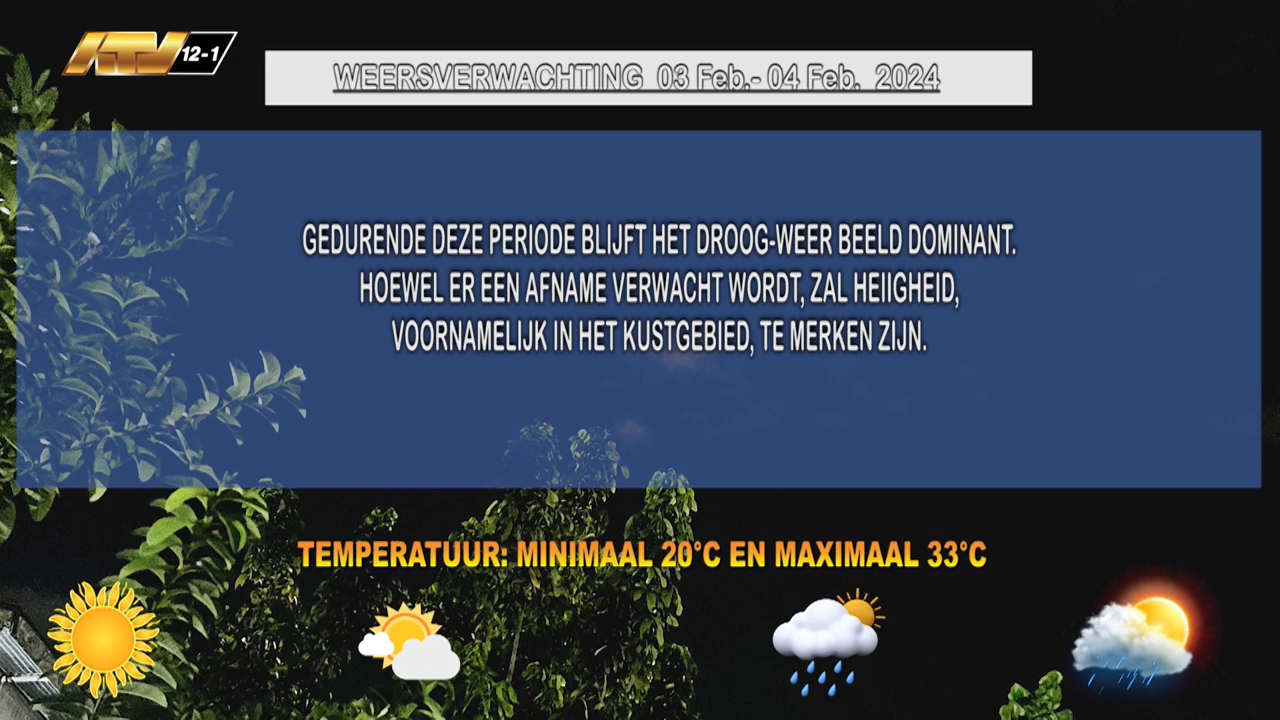 ATV 12-1
WEERSVERWACHTING 03 Feb.- 04 Feb. 2024
GEDURENDE DEZE PERIODE BLIJFT HET DROOG-WEER BEELD DOMINANT.
HOEWEL ER EEN AFNAME VERWACHT WORDT, ZAL HEIIGHEID,
VOORNAMELIJK IN HET KUSTGEBIED, TE MERKEN ZIJN.
TEMPERATUUR: MINIMAAL 20°C EN MAXIMAAL 33°C